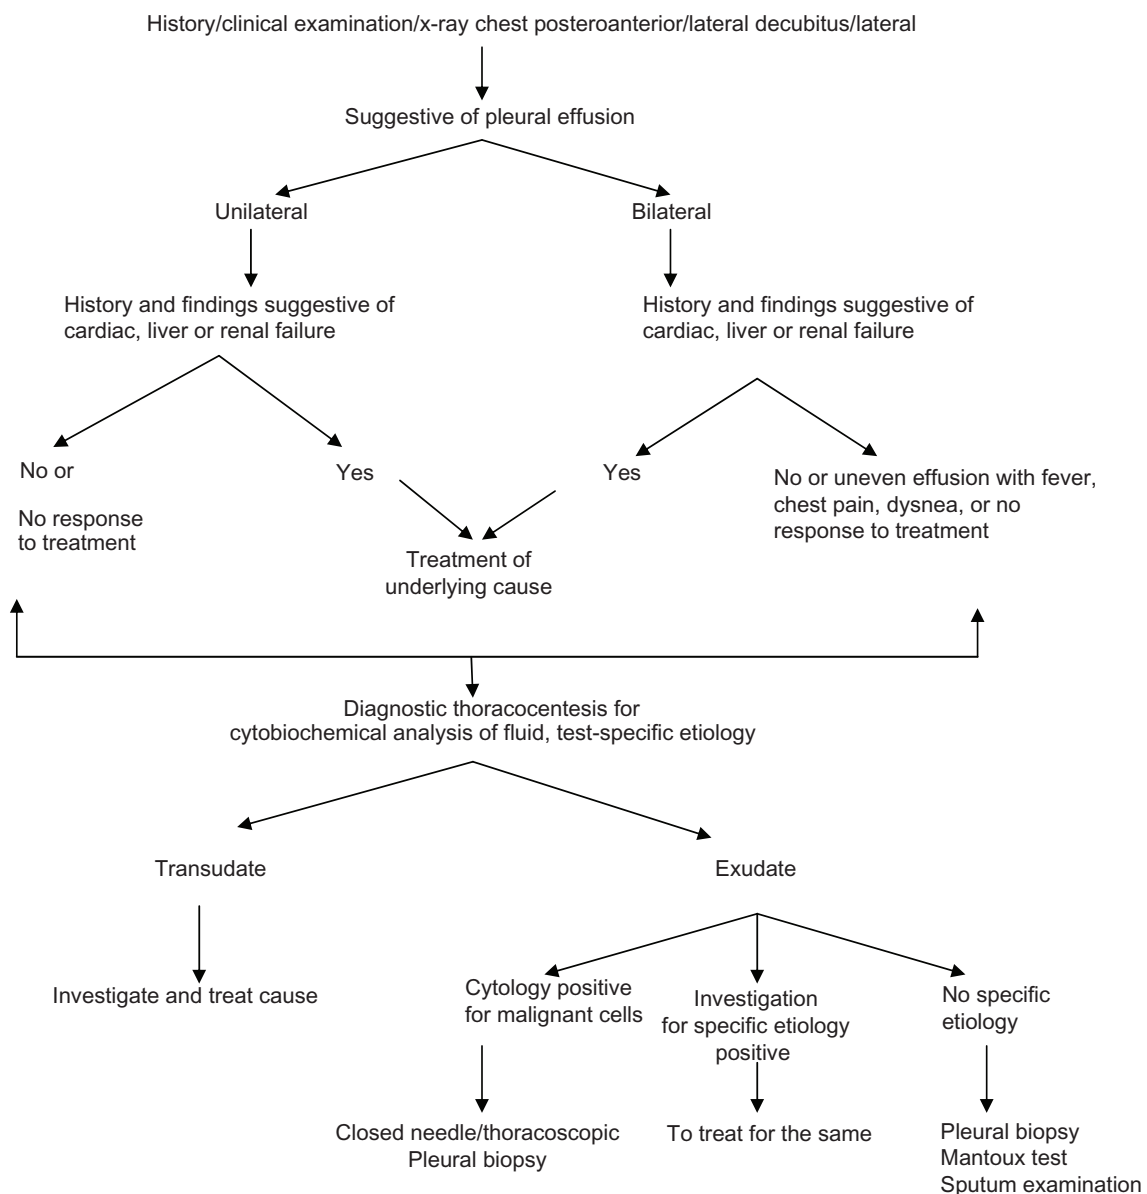 History/clinical examination/x-ray chest posteroanterior/lateral decubitus/lateral
Suggestive of pleural effusion
Unilateral
Bilateral
History and findings suggestive of
cardiac, liver or renal failure
History and findings suggestive of
cardiac, liver or renal failure
No or
No response
to treatment
Yes
Yes
No or uneven effusion with fever,
chest pain, dysnea, or no
response to treatment
Treatment of
underlying cause
Diagnostic thoracocentesis for
cytobiochemical analysis of fluid, test-specific etiology
Transudate
Exudate
Investigate and treat cause
Cytology positive
for malignant cells
Investigation
for specific etiology
positive
No specific
etiology
Closed needle/thoracoscopic
Pleural biopsy
To treat for the same
Pleural biopsy
Mantoux test
Sputum examination